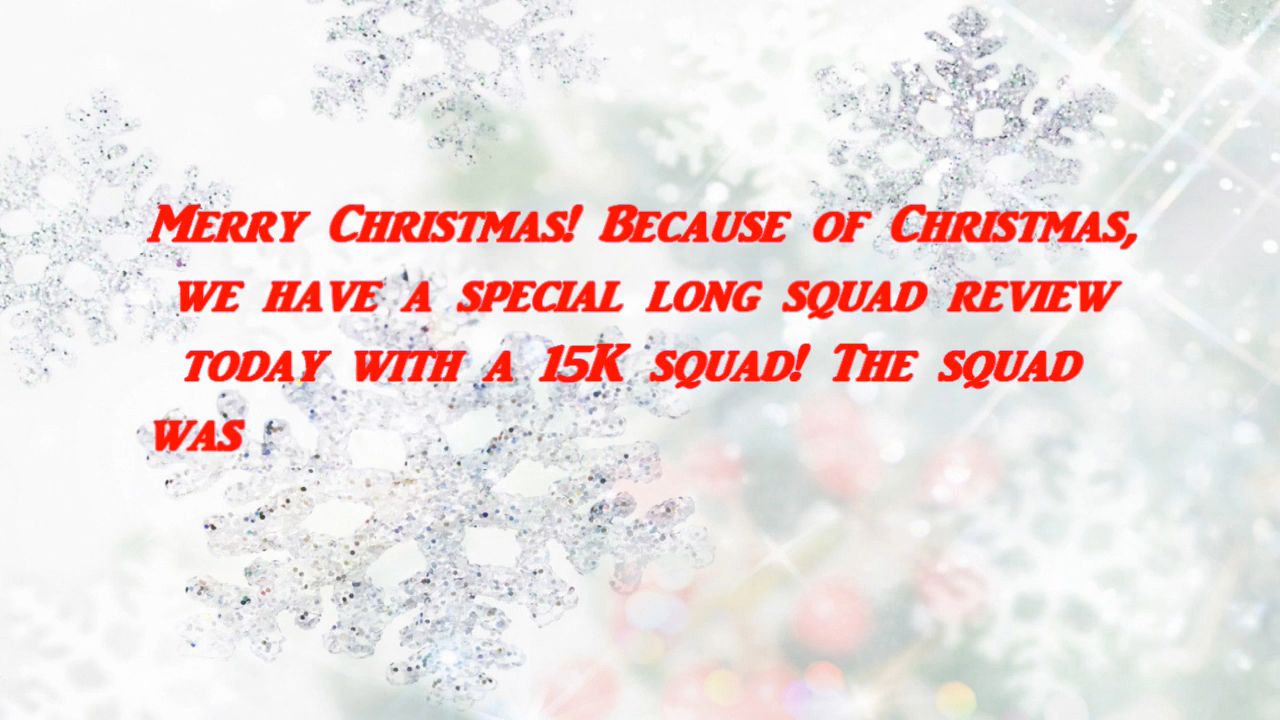 Merry Christmas! Because of Christmas,
we have a special long squad review
today with a 15K squad! The squad
was